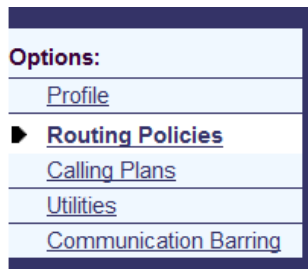 Options:
Profile
Routing Policies
Calling Plans
Utilities
Communication Barring